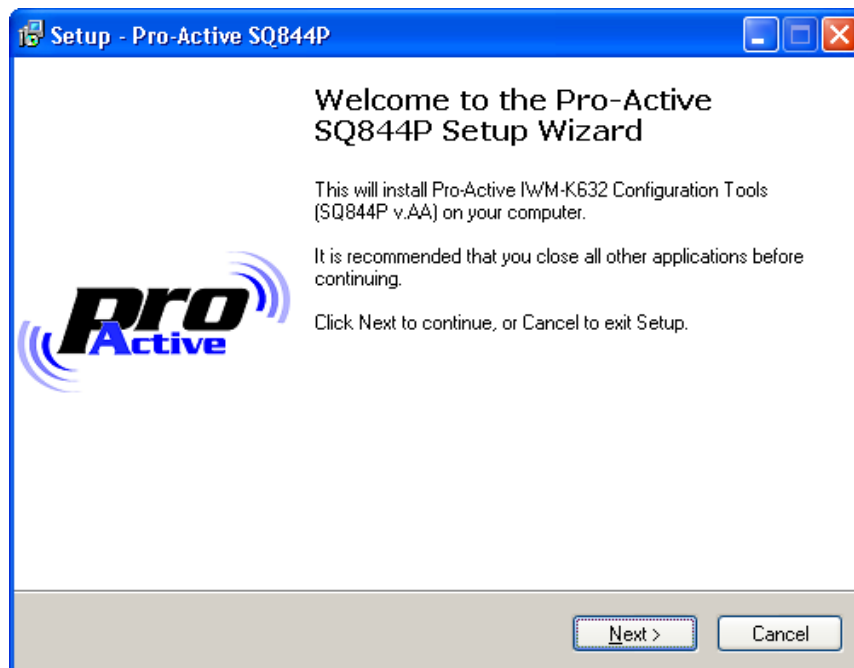 Setup - Pro-Active SQ844P
Welcome to the Pro-Active
SQ844P Setup Wizard
This will install Pro-Active IWM-K632 Configuration Tools
(SQ844P v.AA) on your computer.
It is recommended that you close all other applications before
continuing.
Click Next to continue, or Cancel to exit Setup.
Pro
Active
Next >
Cancel